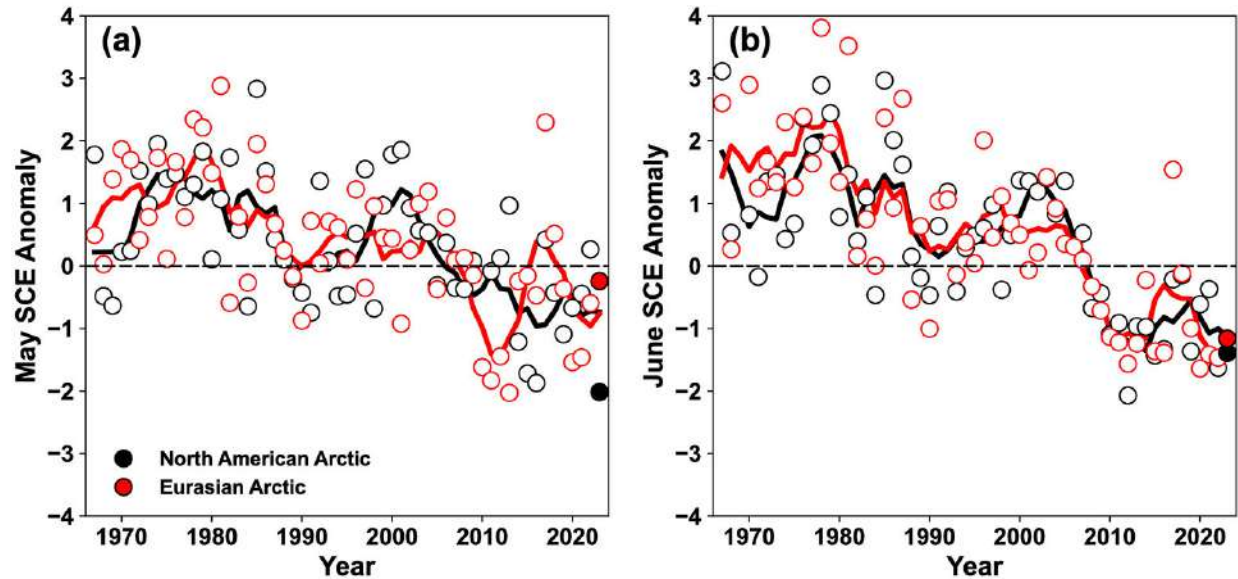 (a)
May SCE Anomaly
4
3
2
1
0
−1
−2
−3
−4
North American Arctic
Eurasian Arctic
1970 1980 1990 2000 2010 2020
Year
(b)
June SCE Anomaly
4
3
2
1
0
−1
−2
−3
−4
1970 1980 1990 2000 2010 2020
Year